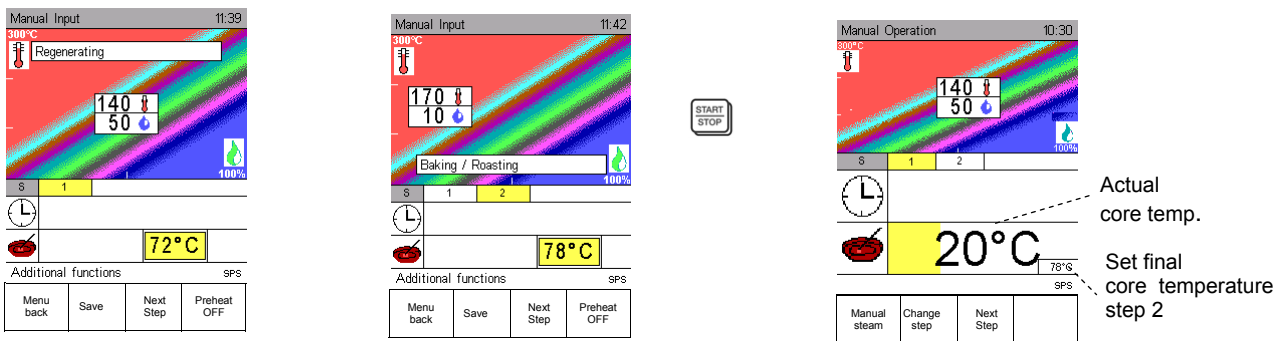 Manual Input 11:39
300°C
Regenerating
140
50
100%
S 1
72°C
Additional functions SPS
Menu back Save Next Step Preheat OFF
Manual Input 11:42
300°C
170
10
Baking / Roasting
100%
S 1 2
78°C
Additional functions SPS
Menu back Save Next Step Preheat OFF
START
STOP
Manual Operation 10:30
300°C
140
50
100%
S 1 2
20°C
78°C
SPS
Manual steam Change step Next Step
Actual
core temp.
Set final
core temperature
step 2